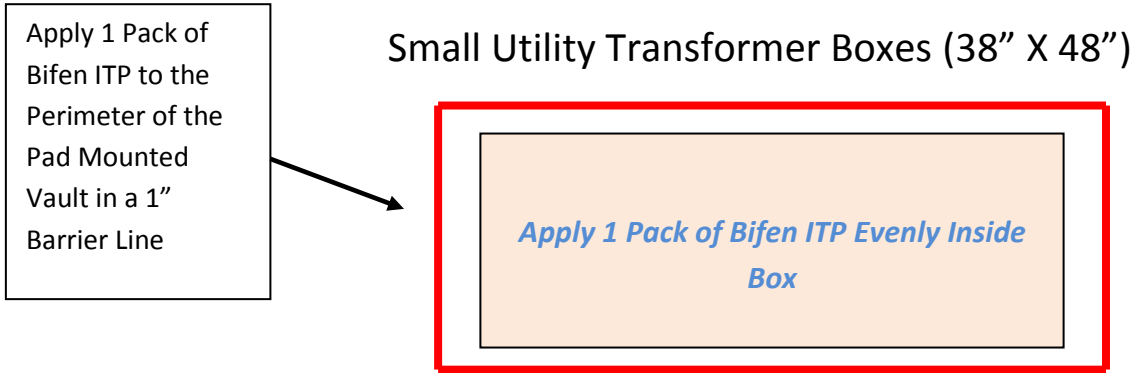 Apply 1 Pack of
Bifen ITP to the
Perimeter of the
Pad Mounted
Vault in a 1”
Barrier Line
Small Utility Transformer Boxes (38” X 48”)
Apply 1 Pack of Bifen ITP Evenly Inside
Box